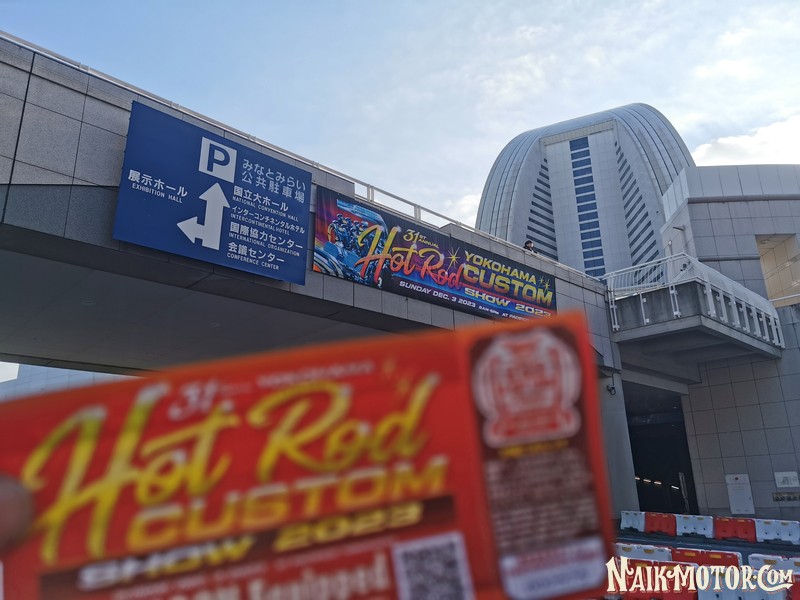 P
みなとみらい
公共駐車場
展示ホール
EXHIBITION HALL
国立大ホール
NATIONAL CONVENTION HALL
インターコンチネンタルホテル
INTERCONTINENTAL HOTEL
国際協力センター
INTERNATIONAL ORGANIZATION
会議センター
CONFERENCE CENTER
31ST ANNUAL
YOKOHAMA
Hot Rod CUSTOM
SHOW 2023
SUNDAY DEC. 3 2023
31st YOKOHAMA
Hot Rod
CUSTOM
SHOW 2023
NAIK-MOTOR.COM